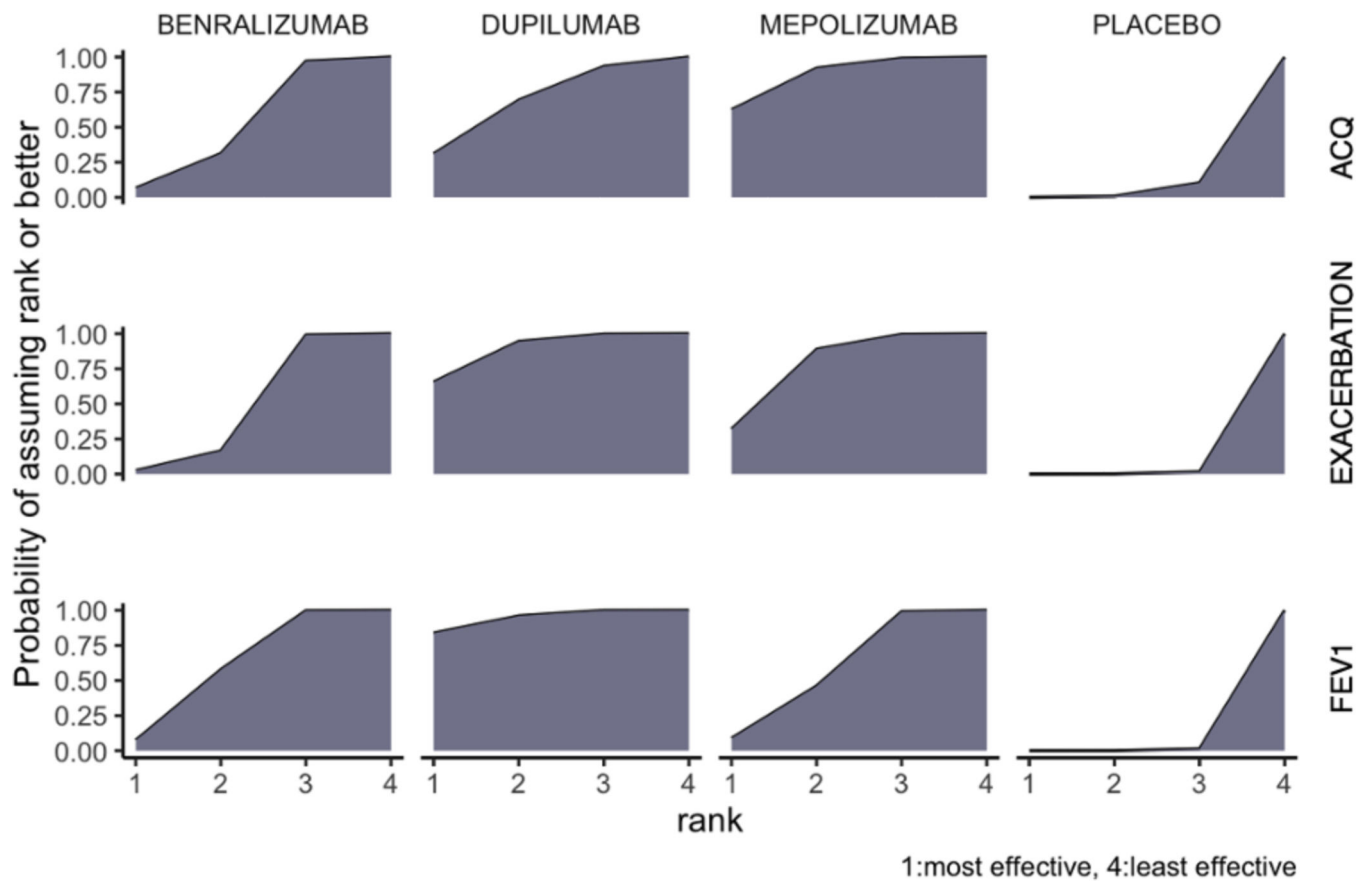 BENRALIZUMAB DUPILUMAB MEPOLIZUMAB PLACEBO
Probability of assuming rank or better
1.00
0.75
0.50
0.25
0.00
ACQ
1.00
0.75
0.50
0.25
0.00
EXACERBATION
1.00
0.75
0.50
0.25
0.00
FEV1
1 2 3 4 1 2 3 4 1 2 3 4 1 2 3 4
rank
1:most effective, 4:least effective